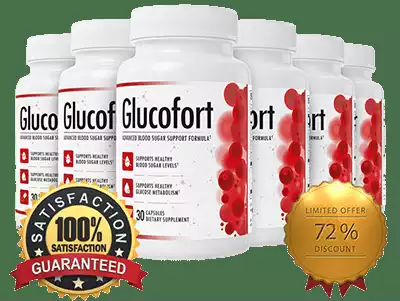 Glucofort
Glucofort
Glucofort
Glucofort
ADVANCED BLOOD SUGAR SUPPORT FORMULA
SUPPORTS HEALTHY
BLOOD SUGAR LEVELS
SUPPORTS HEALTHY
GLUCOSE METABOLISM
30 CAPSULES
DIETARY SUPPLEMENT
SATISFACTION
100%
SATISFACTION
GUARANTEED
LIMITED OFFER
72%
DISCOUNT